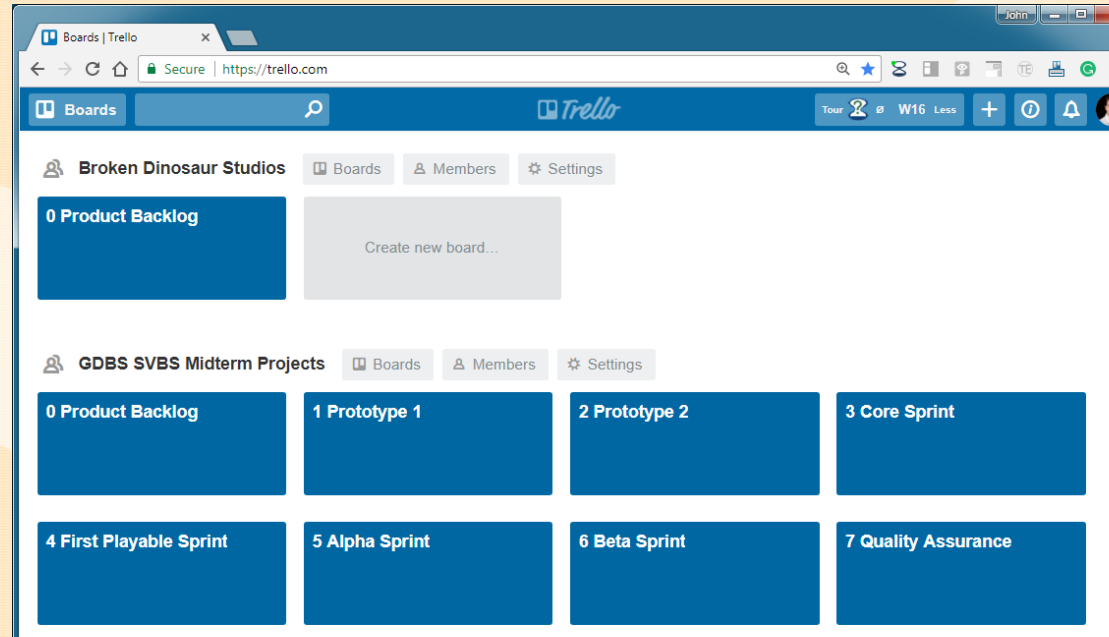 John
Boards | Trello
Secure https://trello.com
Boards
Trello
Tour Ø W16 Less
Broken Dinosaur Studios Boards Members Settings
0 Product Backlog
Create new board...
GDBS SVBS Midterm Projects Boards Members Settings
0 Product Backlog 1 Prototype 1 2 Prototype 2 3 Core Sprint
4 First Playable Sprint 5 Alpha Sprint 6 Beta Sprint 7 Quality Assurance